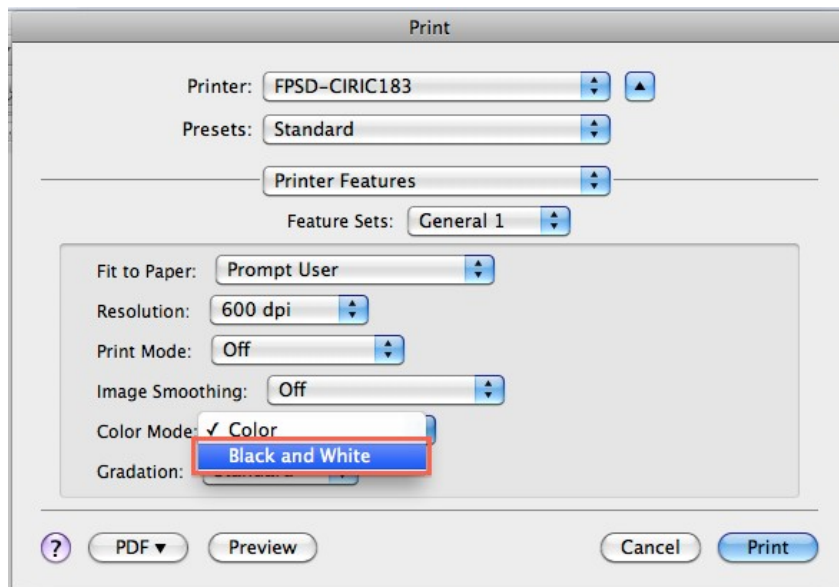 Print
Printer: FPSD-CIRIC183
Presets: Standard
Printer Features
Feature Sets: General 1
Fit to Paper: Prompt User
Resolution: 600 dpi
Print Mode: Off
Image Smoothing: Off
Color Mode: ✓ Color
Black and White
Gradation: Standard
? PDF ▾ Preview Cancel Print